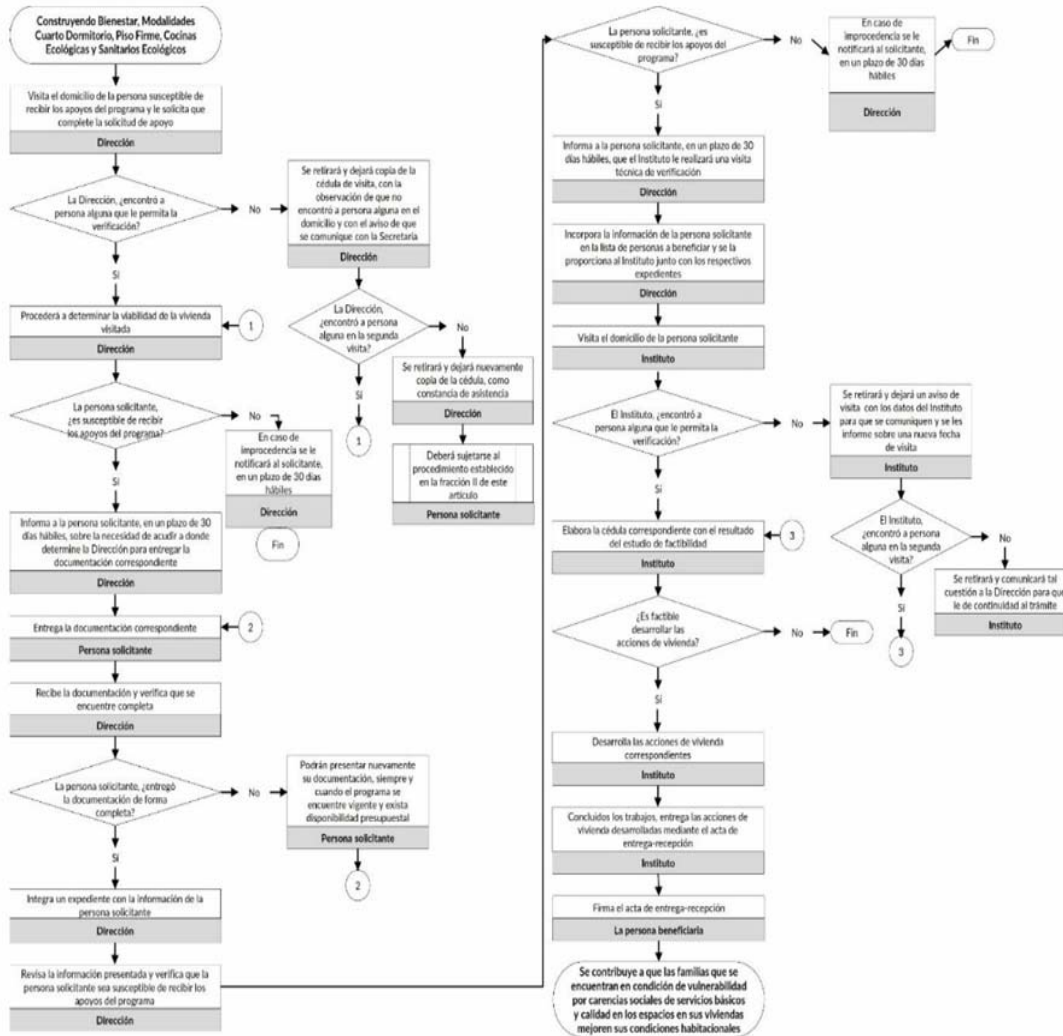 Construyendo Bienestar, Modalidades
Cuarto Dormitorio, Piso Firme, Cocinas
Ecológicas y Sanitarios Ecológicos
Visita el domicilio de la persona susceptible de
recibir los apoyos del programa y le solicita que
complete la solicitud de apoyo
Dirección
La Dirección, ¿encontró a
persona alguna que le permita la
verificación?
No
Se retirará y dejará copia de la
cédula de visita, con la
observación de que no
encontró a persona alguna en el
domicilio y con el aviso de que
se comunique con la Secretaría
Dirección
Sí
La Dirección,
¿encontró a persona
alguna en la segunda
visita?
No
Se retirará y dejará nuevamente
copia de la cédula, como
constancia de asistencia
Dirección
Deberá sujetarse al
procedimiento establecido
en la fracción II de este
artículo
Persona solicitante
Sí
1
Procederá a determinar la viabilidad de la vivienda
visitada
Dirección
1
La persona solicitante,
¿es susceptible de recibir
los apoyos del programa?
No
En caso de
improcedencia se le
notificará al solicitante,
en un plazo de 30 días
hábiles
Dirección
Fin
Sí
Informa a la persona solicitante, en un plazo de 30
días hábiles, sobre la necesidad de acudir a donde
determine la Dirección para entregar la
documentación correspondiente
Dirección
Entrega la documentación correspondiente
Persona solicitante
2
Recibe la documentación y verifica que se
encuentre completa
Dirección
La persona solicitante, ¿entregó
la documentación de forma
completa?
No
Podrán presentar nuevamente
su documentación, siempre y
cuando el programa se
encuentre vigente y exista
disponibilidad presupuestal
Persona solicitante
2
Sí
Integra un expediente con la información de la
persona solicitante
Dirección
Revisa la información presentada y verifica que la
persona solicitante sea susceptible de recibir los
apoyos del programa
Dirección
La persona solicitante, ¿es
susceptible de recibir los apoyos del
programa?
No
En caso de
improcedencia se le
notificará al solicitante,
en un plazo de 30 días
hábiles
Dirección
Fin
Sí
Informa a la persona solicitante, en un plazo de 30
días hábiles, que el Instituto le realizará una visita
técnica de verificación
Dirección
Incorpora la información de la persona solicitante
en la lista de personas a beneficiar y se la
proporciona al Instituto junto con los respectivos
expedientes
Dirección
Visita el domicilio de la persona solicitante
Instituto
El Instituto, ¿encontró a
persona alguna que le permita la
verificación?
No
Se retirará y dejará un aviso de
visita con los datos del Instituto
para que se comuniquen y se les
informe sobre una nueva fecha
de visita
Instituto
El Instituto,
¿encontró a persona
alguna en la segunda
visita?
No
Se retirará y comunicará tal
cuestión a la Dirección para que
le de continuidad al trámite
Instituto
Sí
3
Sí
Elabora la cédula correspondiente con el resultado
del estudio de factibilidad
Instituto
3
¿Es factible
desarrollar las
acciones de vivienda?
No
Fin
Sí
Desarrolla las acciones de vivienda
correspondientes
Instituto
Concluidos los trabajos, entrega las acciones de
vivienda desarrolladas mediante el acta de
entrega-recepción
Instituto
Firma el acta de entrega-recepción
La persona beneficiaria
Se contribuye a que las familias que se
encuentran en condición de vulnerabilidad
por carencias sociales de servicios básicos
y calidad en los espacios en sus viviendas
mejoren sus condiciones habitacionales